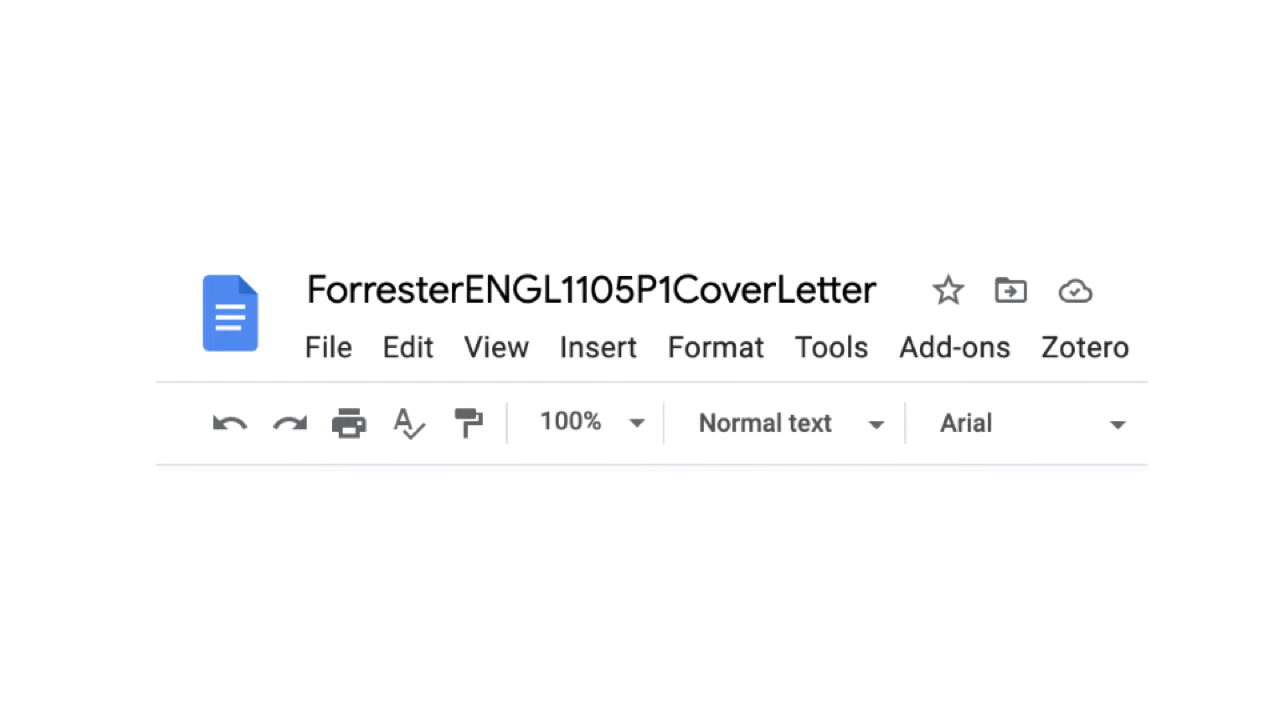 ForresterENGL1105P1CoverLetter
File Edit View Insert Format Tools Add-ons Zotero
100% Normal text Arial